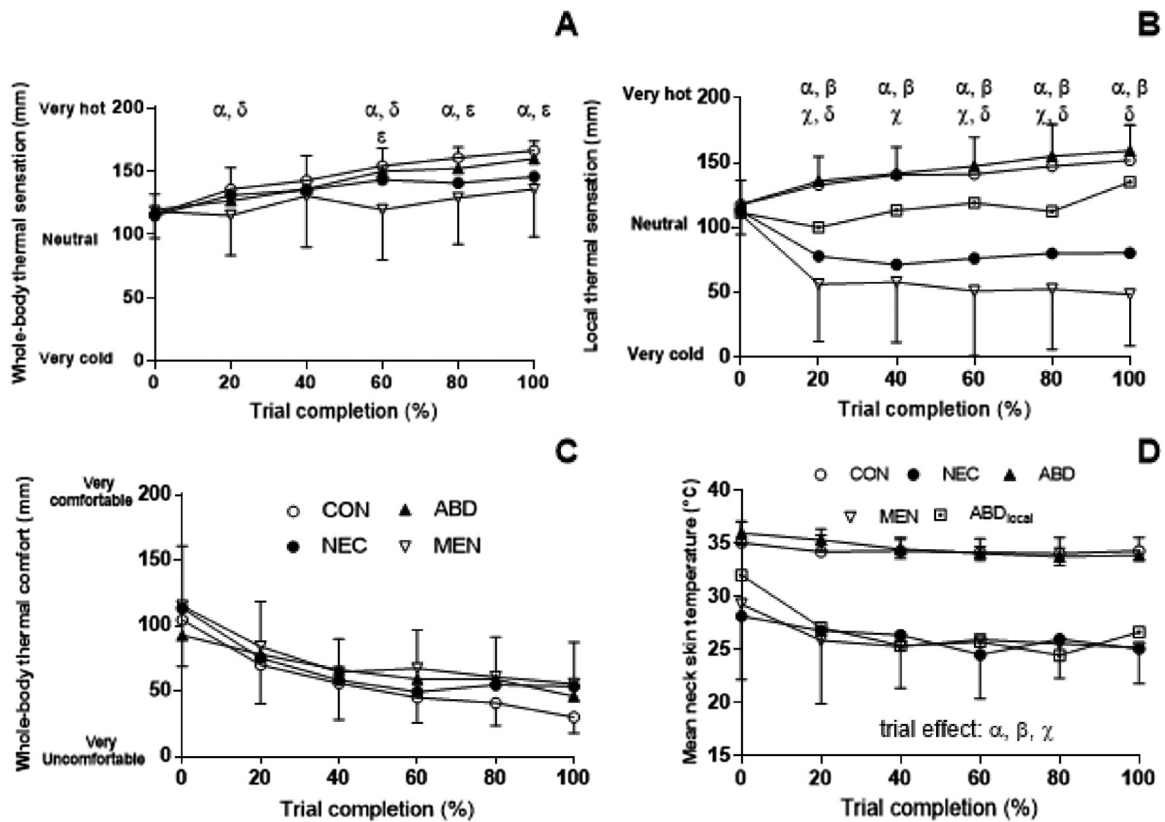 A
Whole-body thermal sensation (mm)
Very hot
Neutral
Very cold
200
150
100
50
0
α, δ
α, δ
ε
α, ε
α, ε
0 20 40 60 80 100
Trial completion (%)
B
Local thermal sensation (mm)
Very hot
Neutral
Very cold
200
150
100
50
0
α, β
χ, δ
α, β
χ
α, β
χ, δ
α, β
χ, δ
α, β
δ
0 20 40 60 80 100
Trial completion (%)
C
Whole-body thermal comfort (mm)
Very
comfortable
Very
Uncomfortable
200
150
100
50
0
CON ABD
NEC MEN
0 20 40 60 80 100
Trial completion (%)
D
CON NEC ABD
MEN ABDlocal
Mean neck skin temperature (°C)
40
35
30
25
20
15
trial effect: α, β, χ
0 20 40 60 80 100
Trial completion (%)